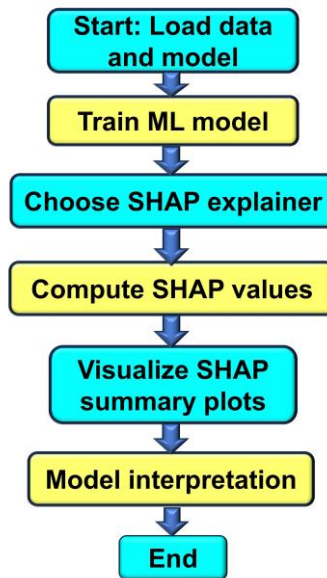 Start: Load data
and model
Train ML model
Choose SHAP explainer
Compute SHAP values
Visualize SHAP
summary plots
Model interpretation
End